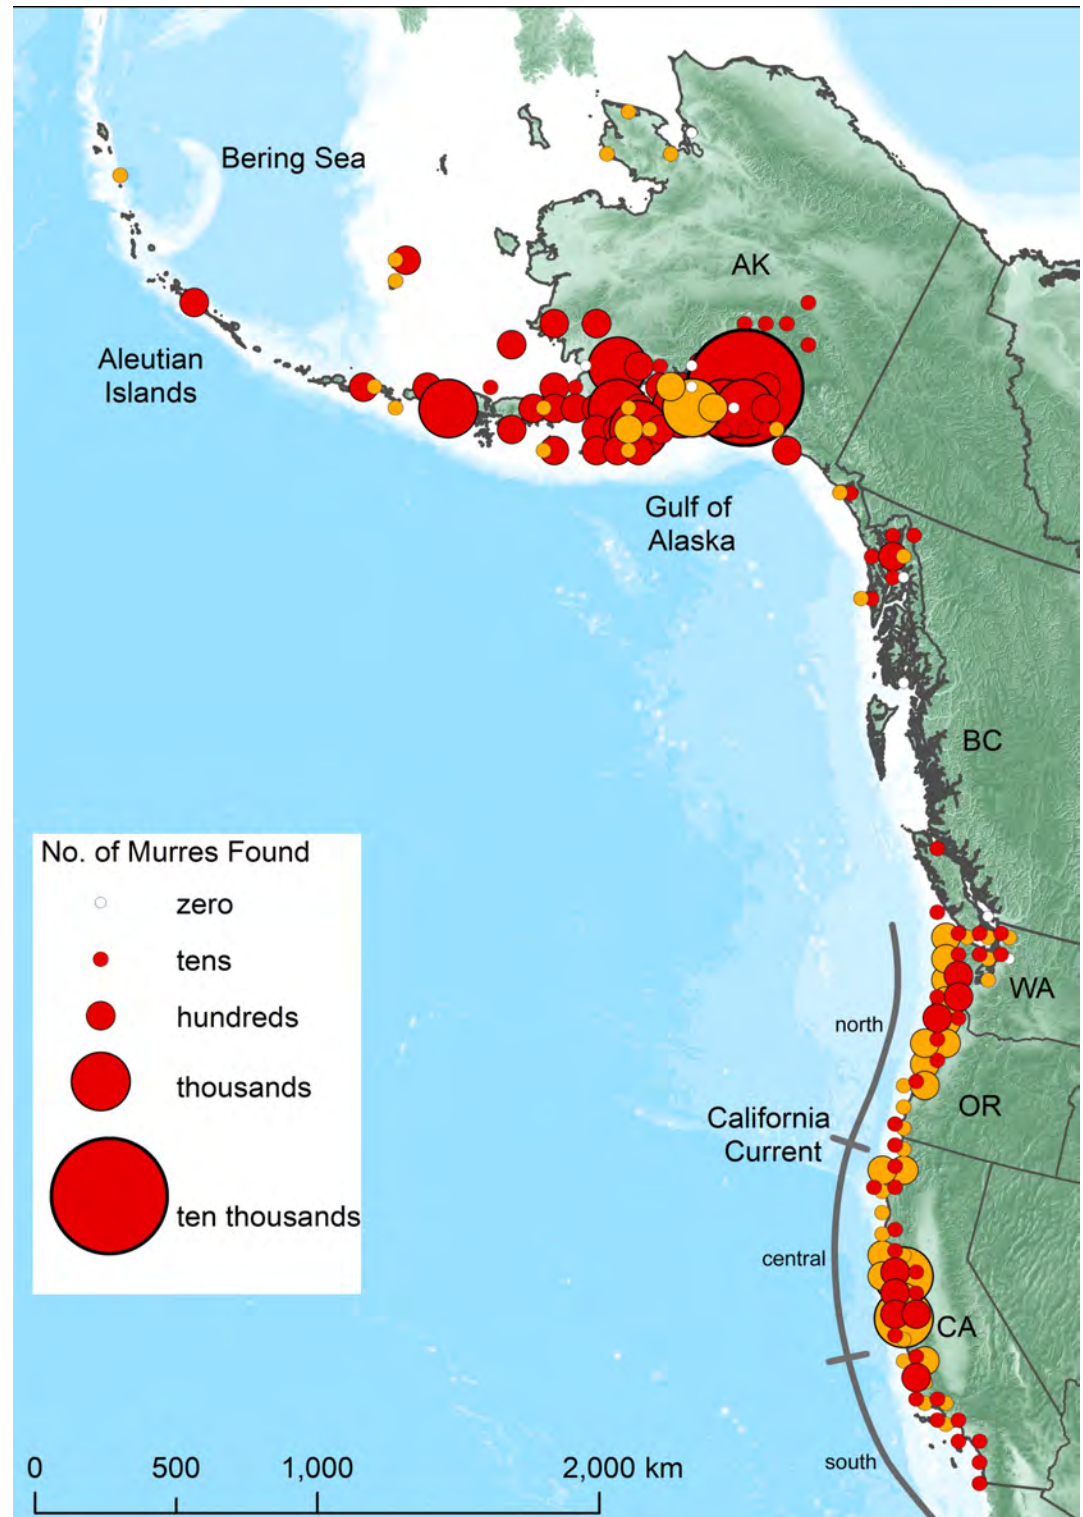 Bering Sea
AK
Aleutian
Islands
Gulf of
Alaska
BC
No. of Murres Found
zero
tens
hundreds
thousands
ten thousands
WA
north
OR
California
Current
central
CA
south
0 500 1,000 2,000 km